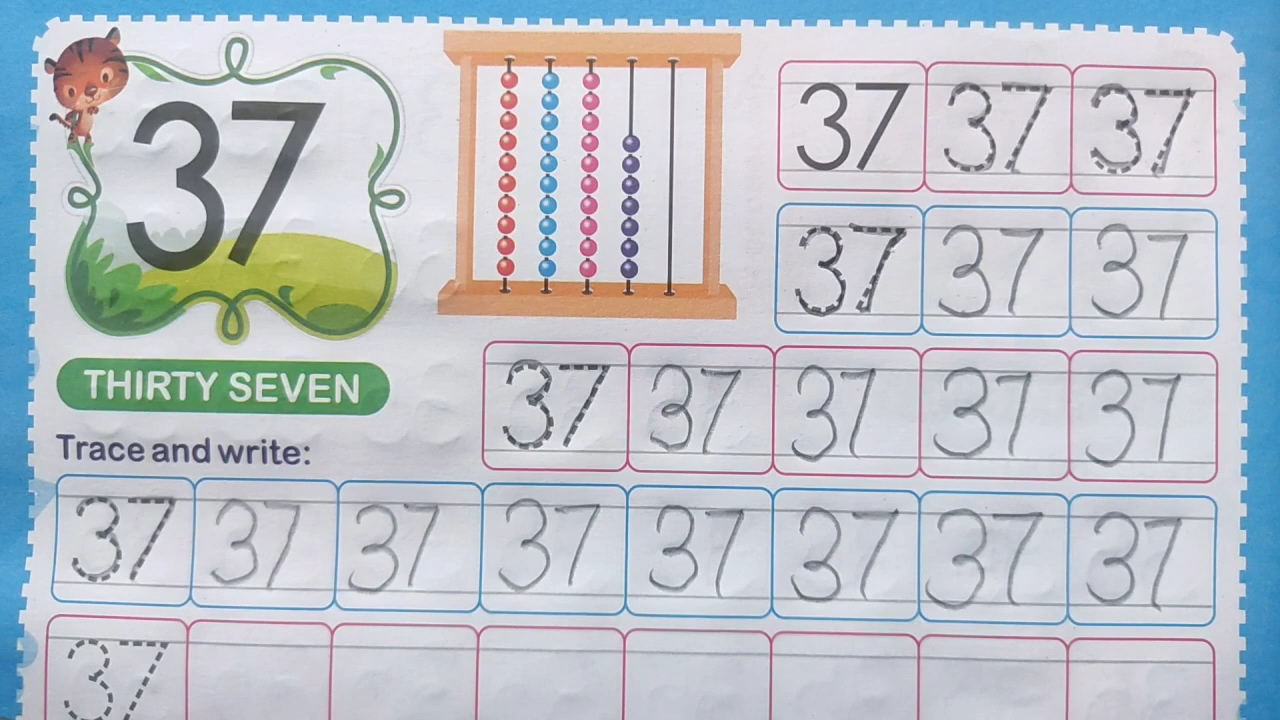 37
37 37 37
37 37 37
THIRTY SEVEN
37 37 37 37 37
Trace and write:
37 37 37 37 37 37 37 37
37